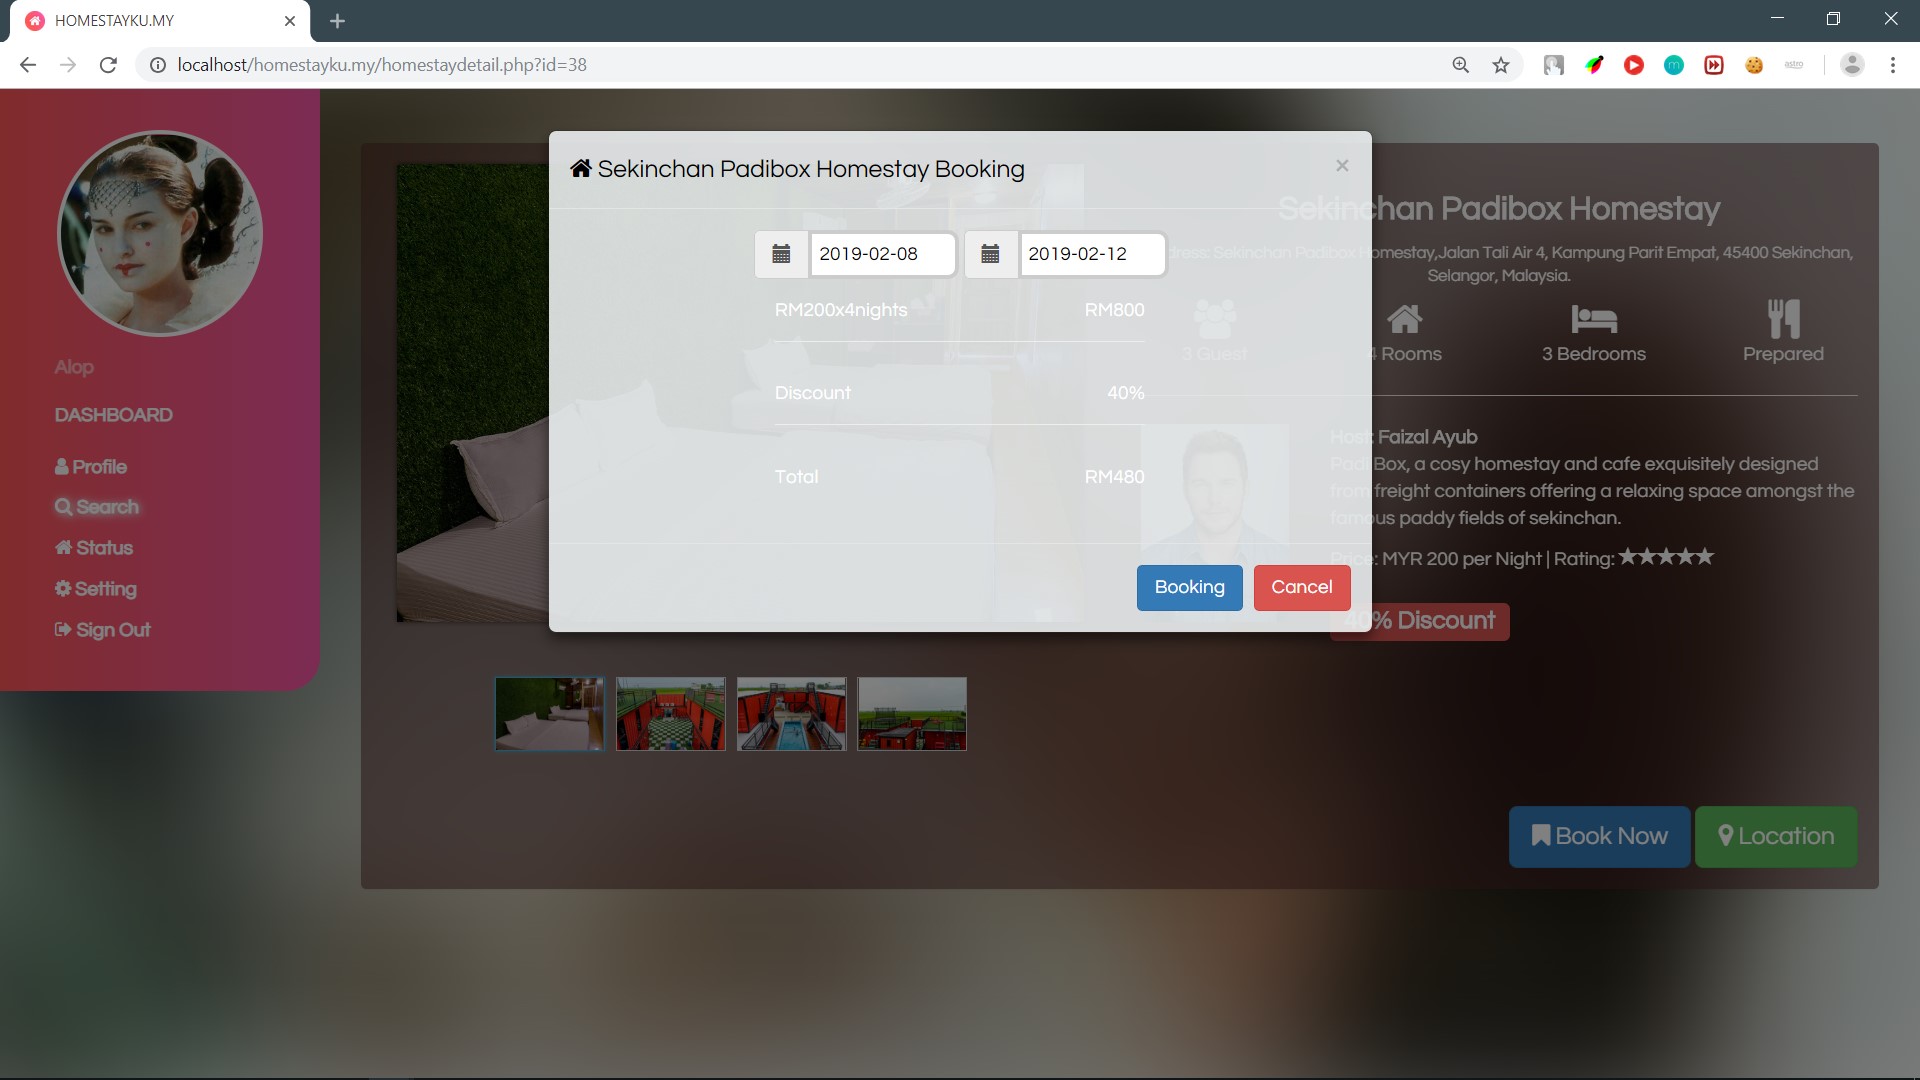 HOMESTAYKU.MY
localhost/homestayku.my/homestaydetail.php?id=38
astro
Alop
DASHBOARD
Profile
Search
Status
Setting
Sign Out
Sekinchan Padibox Homestay Booking
×
2019-02-08
2019-02-12
RM200x4nights
RM800
Discount
40%
Total
RM480
Booking
Cancel
Sekinchan Padibox Homestay
dress: Sekinchan Padibox Homestay,Jalan Tali Air 4, Kampung Parit Empat, 45400 Sekinchan,
Selangor, Malaysia.
3 Guest
4 Rooms
3 Bedrooms
Prepared
Host: Faizal Ayub
Padi Box, a cosy homestay and cafe exquisitely designed
from freight containers offering a relaxing space amongst the
famous paddy fields of sekinchan.
Price: MYR 200 per Night | Rating: ★★★★★
40% Discount
Book Now
Location